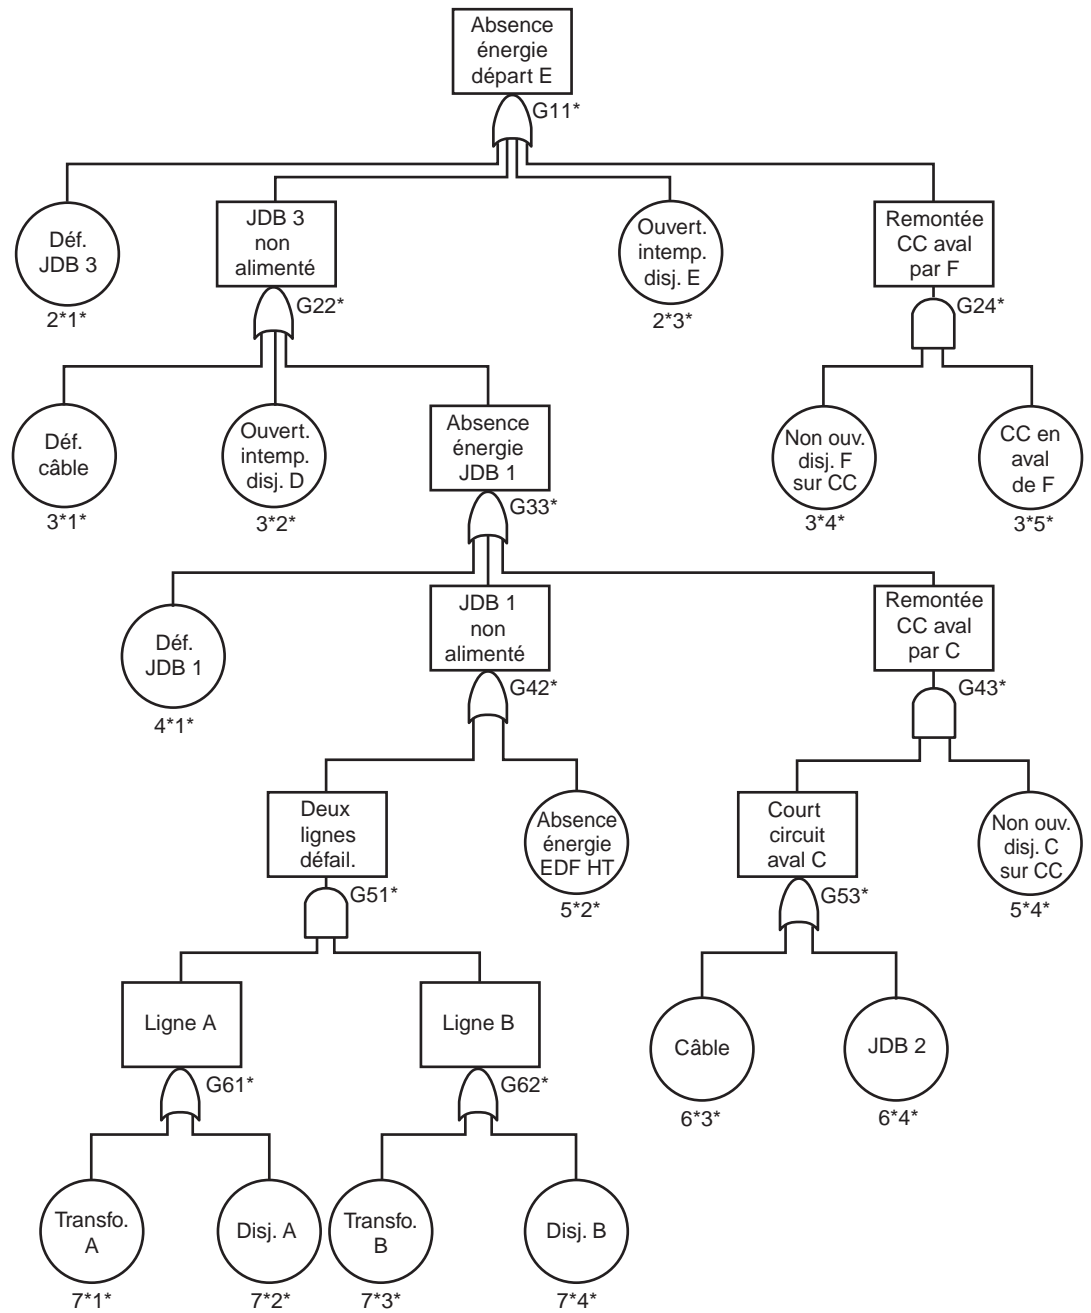 Absence
énergie
départ E
G11*
Déf.
JDB 3
2*1*
JDB 3
non
alimenté
G22*
Ouvert.
intemp.
disj. E
2*3*
Remontée
CC aval
par F
G24*
Déf.
câble
3*1*
Ouvert.
intemp.
disj. D
3*2*
Absence
énergie
JDB 1
G33*
Non ouv.
disj. F
sur CC
3*4*
CC en
aval
de F
3*5*
Déf.
JDB 1
4*1*
JDB 1
non
alimenté
G42*
Remontée
CC aval
par C
G43*
Deux
lignes
défail.
G51*
Absence
énergie
EDF HT
5*2*
Court
circuit
aval C
G53*
Non ouv.
disj. C
sur CC
5*4*
Ligne A
G61*
Ligne B
G62*
Câble
6*3*
JDB 2
6*4*
Transfo.
A
7*1*
Disj. A
7*2*
Transfo.
B
7*3*
Disj. B
7*4*